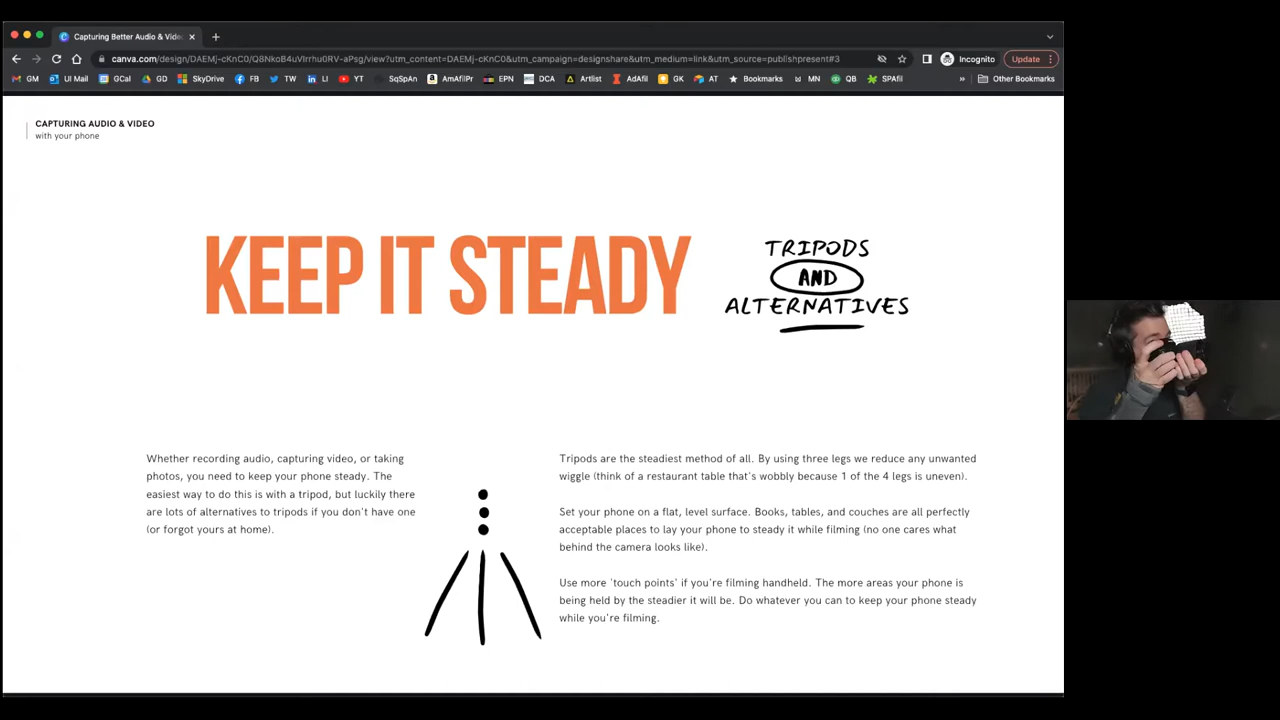 Capturing Better Audio & Vide
canva.com/design/DAEMj-cKnC0/Q8NkoB4uVIrrhu0RV-aPsg/view?utm_content=DAEMj-cKnC0&utm_campaign=designshare&utm_medium=link&utm_source=publishpresent#3
Incognito
Update
GM UI Mail GCal GD SkyDrive FB TW LI YT SqSpAn AmAfilPr EPN DCA Artlist AdAfil GK AT Bookmarks MN QB SPAfil » Other Bookmarks
CAPTURING AUDIO & VIDEO
with your phone
KEEP IT STEADY
TRIPODS
AND
ALTERNATIVES
Whether recording audio, capturing video, or taking
photos, you need to keep your phone steady. The
easiest way to do this is with a tripod, but luckily there
are lots of alternatives to tripods if you don't have one
(or forgot yours at home).
Tripods are the steadiest method of all. By using three legs we reduce any unwanted
wiggle (think of a restaurant table that's wobbly because 1 of the 4 legs is uneven).
Set your phone on a flat, level surface. Books, tables, and couches are all perfectly
acceptable places to lay your phone to steady it while filming (no one cares what
behind the camera looks like).
Use more 'touch points' if you're filming handheld. The more areas your phone is
being held by the steadier it will be. Do whatever you can to keep your phone steady
while you're filming.